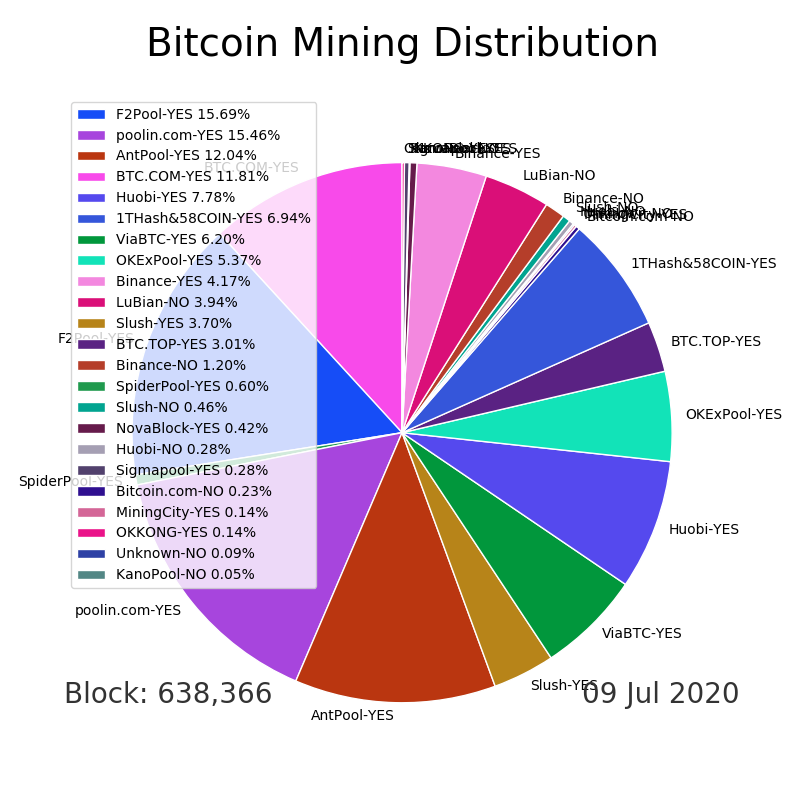 Bitcoin Mining Distribution
F2Pool-YES 15.69%
poolin.com-YES 15.46%
AntPool-YES 12.04%
BTC.COM-YES 11.81%
Huobi-YES 7.78%
1THash&58COIN-YES 6.94%
ViaBTC-YES 6.20%
OKExPool-YES 5.37%
Binance-YES 4.17%
LuBian-NO 3.94%
Slush-YES 3.70%
BTC.TOP-YES 3.01%
Binance-NO 1.20%
SpiderPool-YES 0.60%
Slush-NO 0.46%
NovaBlock-YES 0.42%
Huobi-NO 0.28%
Sigmapool-YES 0.28%
Bitcoin.com-NO 0.23%
MiningCity-YES 0.14%
OKKONG-YES 0.14%
Unknown-NO 0.09%
KanoPool-NO 0.05%
BTC.COM-YES
F2Pool-YES
SpiderPool-YES
poolin.com-YES
AntPool-YES
Slush-YES
ViaBTC-YES
Huobi-YES
OKExPool-YES
BTC.TOP-YES
1THash&58COIN-YES
Bitcoin.com-NO
Slush-NO
Binance-NO
LuBian-NO
Binance-YES
Block: 638,366
09 Jul 2020